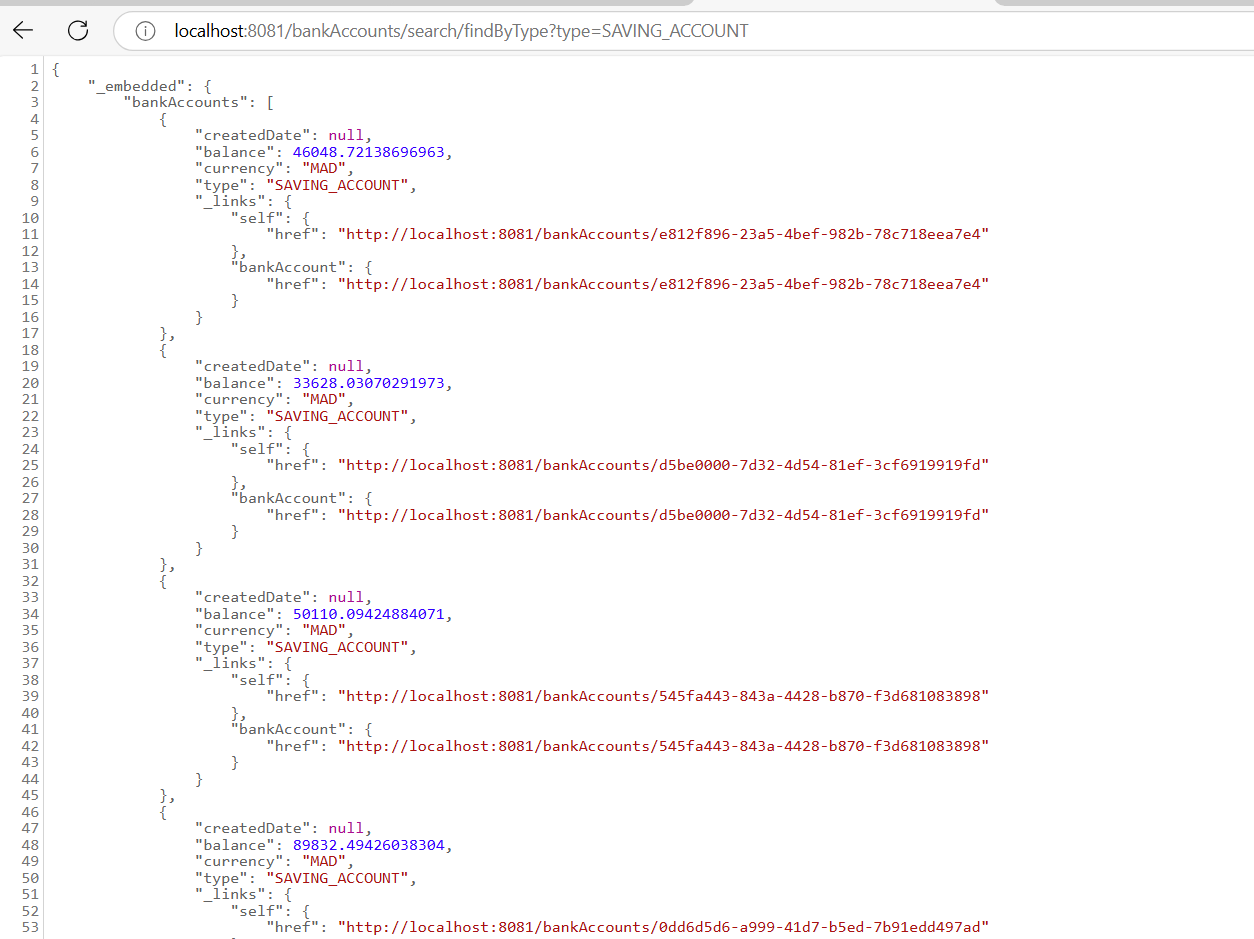 localhost:8081/bankAccounts/search/findByType?type=SAVING_ACCOUNT
1 {
2 "_embedded": {
3 "bankAccounts": [
4 {
5 "createdDate": null,
6 "balance": 46048.72138696963,
7 "currency": "MAD",
8 "type": "SAVING_ACCOUNT",
9 "_links": {
10 "self": {
11 "href": "http://localhost:8081/bankAccounts/e812f896-23a5-4bef-982b-78c718eea7e4"
12 },
13 "bankAccount": {
14 "href": "http://localhost:8081/bankAccounts/e812f896-23a5-4bef-982b-78c718eea7e4"
15 }
16 }
17 },
18 {
19 "createdDate": null,
20 "balance": 33628.03070291973,
21 "currency": "MAD",
22 "type": "SAVING_ACCOUNT",
23 "_links": {
24 "self": {
25 "href": "http://localhost:8081/bankAccounts/d5be0000-7d32-4d54-81ef-3cf6919919fd"
26 },
27 "bankAccount": {
28 "href": "http://localhost:8081/bankAccounts/d5be0000-7d32-4d54-81ef-3cf6919919fd"
29 }
30 }
31 },
32 {
33 "createdDate": null,
34 "balance": 50110.09424884071,
35 "currency": "MAD",
36 "type": "SAVING_ACCOUNT",
37 "_links": {
38 "self": {
39 "href": "http://localhost:8081/bankAccounts/545fa443-843a-4428-b870-f3d681083898"
40 },
41 "bankAccount": {
42 "href": "http://localhost:8081/bankAccounts/545fa443-843a-4428-b870-f3d681083898"
43 }
44 }
45 },
46 {
47 "createdDate": null,
48 "balance": 89832.49426038304,
49 "currency": "MAD",
50 "type": "SAVING_ACCOUNT",
51 "_links": {
52 "self": {
53 "href": "http://localhost:8081/bankAccounts/0dd6d5d6-a999-41d7-b5ed-7b91edd497ad"